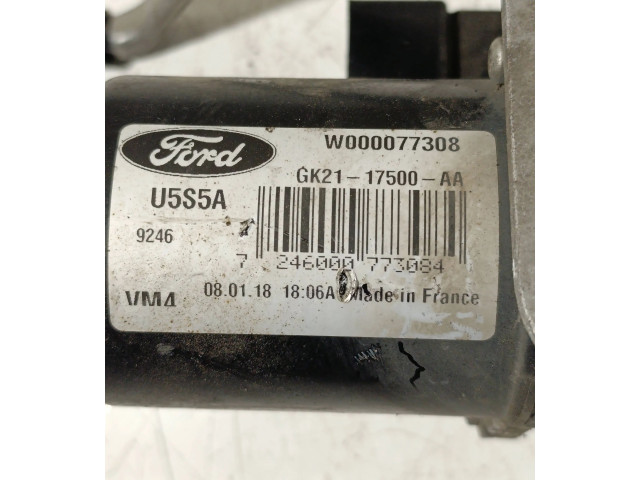 Ford
W000077308
GK21-17500-AA
U5S5A
9246
7 246000 773084
VM4 08.01.18 18:06A Made in France